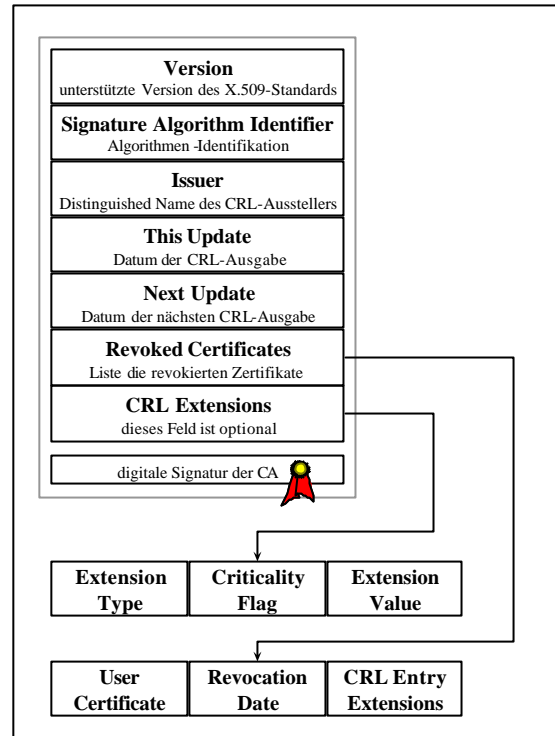 Version
unterstützte Version des X.509-Standards
Signature Algorithm Identifier
Algorithmen -Identifikation
Issuer
Distinguished Name des CRL-Ausstellers
This Update
Datum der CRL-Ausgabe
Next Update
Datum der nächsten CRL-Ausgabe
Revoked Certificates
Liste die revokierten Zertifikate
CRL Extensions
dieses Feld ist optional
digitale Signatur der CA
Extension Criticality Extension
Type Flag Value
User Revocation CRL Entry
Certificate Date Extensions